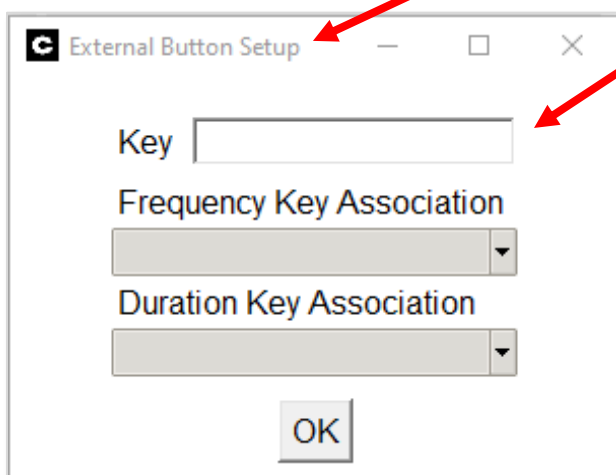 C External Button Setup
Key
Frequency Key Association
Duration Key Association
OK